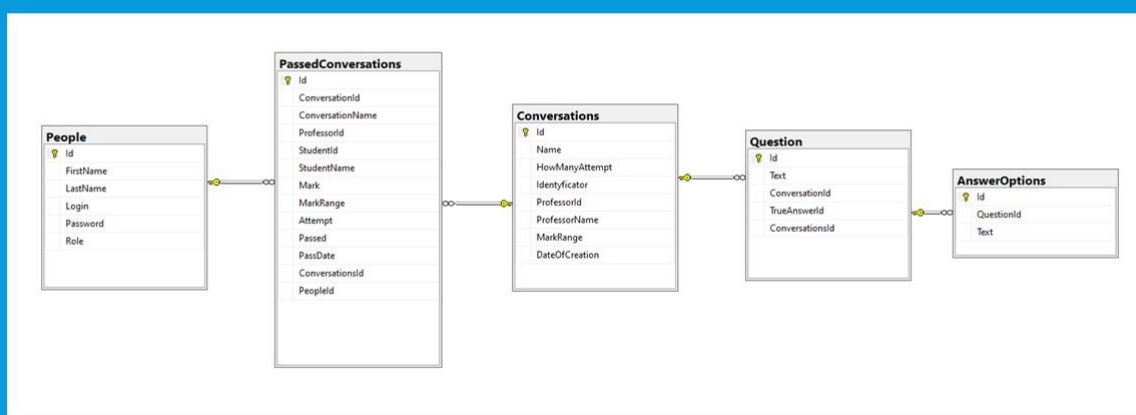 People
Id
FirstName
LastName
Login
Password
Role
PassedConversations
Id
ConversationId
ConversationName
ProfessorId
StudentId
StudentName
Mark
MarkRange
Attempt
Passed
PassDate
ConversationsId
PeopleId
Conversations
Id
Name
HowManyAttempt
Identyficator
ProfessorId
ProfessorName
MarkRange
DateOfCreation
Question
Id
Text
ConversationId
TrueAnswerId
ConversationsId
AnswerOptions
Id
QuestionId
Text